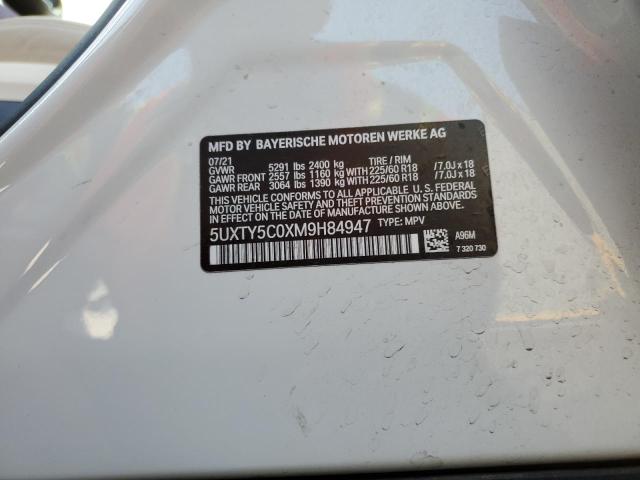 MFD BY BAYERISCHE MOTOREN WERKE AG
07/21
GVWR 5291 lbs 2400 kg TIRE / RIM
GAWR FRONT 2557 lbs 1160 kg WITH 225/60 R18 /7.0J x 18
GAWR REAR 3064 lbs 1390 kg WITH 225/60 R18 /7.0J x 18
THIS VEHICLE CONFORMS TO ALL APPLICABLE U. S. FEDERAL
MOTOR VEHICLE SAFETY, BUMPER, AND THEFT PREVENTION STANDARDS
IN EFFECT ON THE DATE OF MANUFACTURE SHOWN ABOVE.
5UXTY5C0XM9H84947 TYPE: MPV
A96M
7 320 730